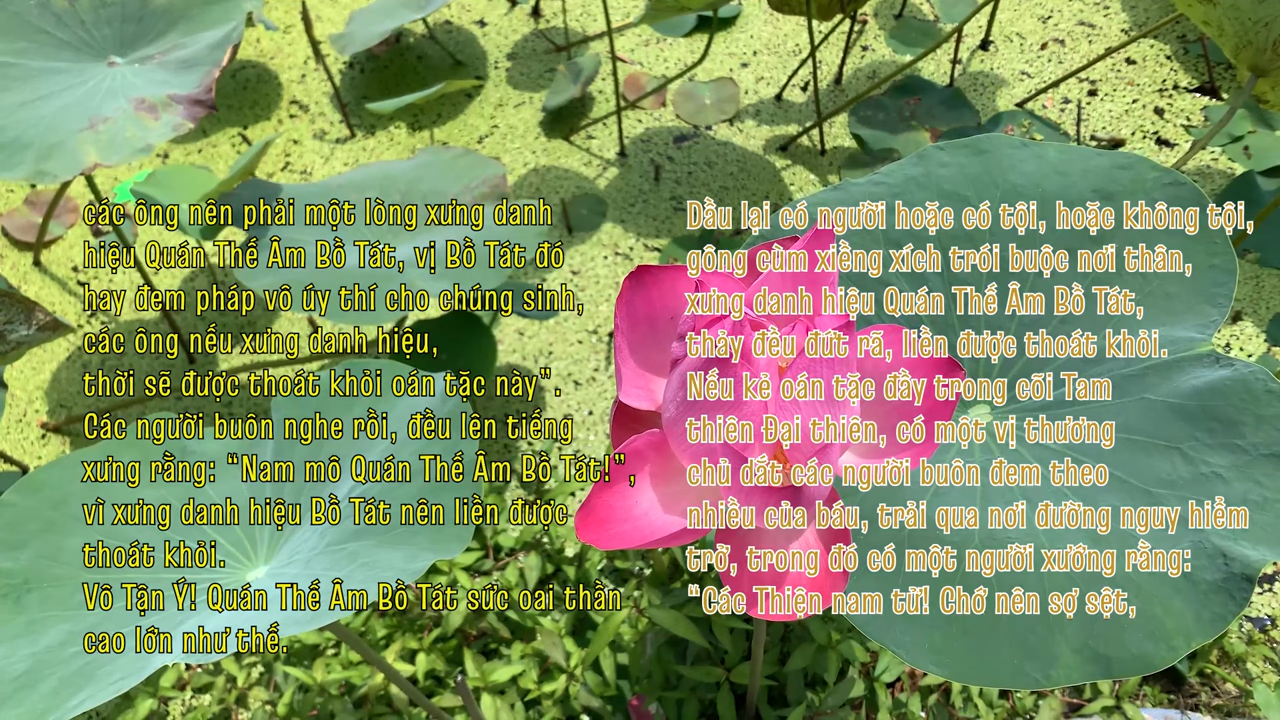 các ông nên phải một lòng xưng danh
hiệu Quán Thế Âm Bồ Tát, vị Bồ Tát đó
hay đem pháp vô úy thí cho chúng sinh,
các ông nếu xưng danh hiệu,
thời sẽ được thoát khỏi oán tặc này”.
Các người buôn nghe rồi, đều lên tiếng
xưng rằng: “Nam mô Quán Thế Âm Bồ Tát!”,
vì xưng danh hiệu Bồ Tát nên liền được
thoát khỏi.
Vô Tận Ý! Quán Thế Âm Bồ Tát sức oai thần
cao lớn như thế.
Dầu lại có người hoặc có tội, hoặc không tội,
gông cùm xiềng xích trói buộc nơi thân,
xưng danh hiệu Quán Thế Âm Bồ Tát,
thảy đều đứt rã, liền được thoát khỏi.
Nếu kẻ oán tặc đầy trong cõi Tam
thiên Đại thiên, có một vị thương
chủ dắt các người buôn đem theo
nhiều của báu, trải qua nơi đường nguy hiểm
trở, trong đó có một người xướng rằng:
“Các Thiện nam tử! Chớ nên sợ sệt,